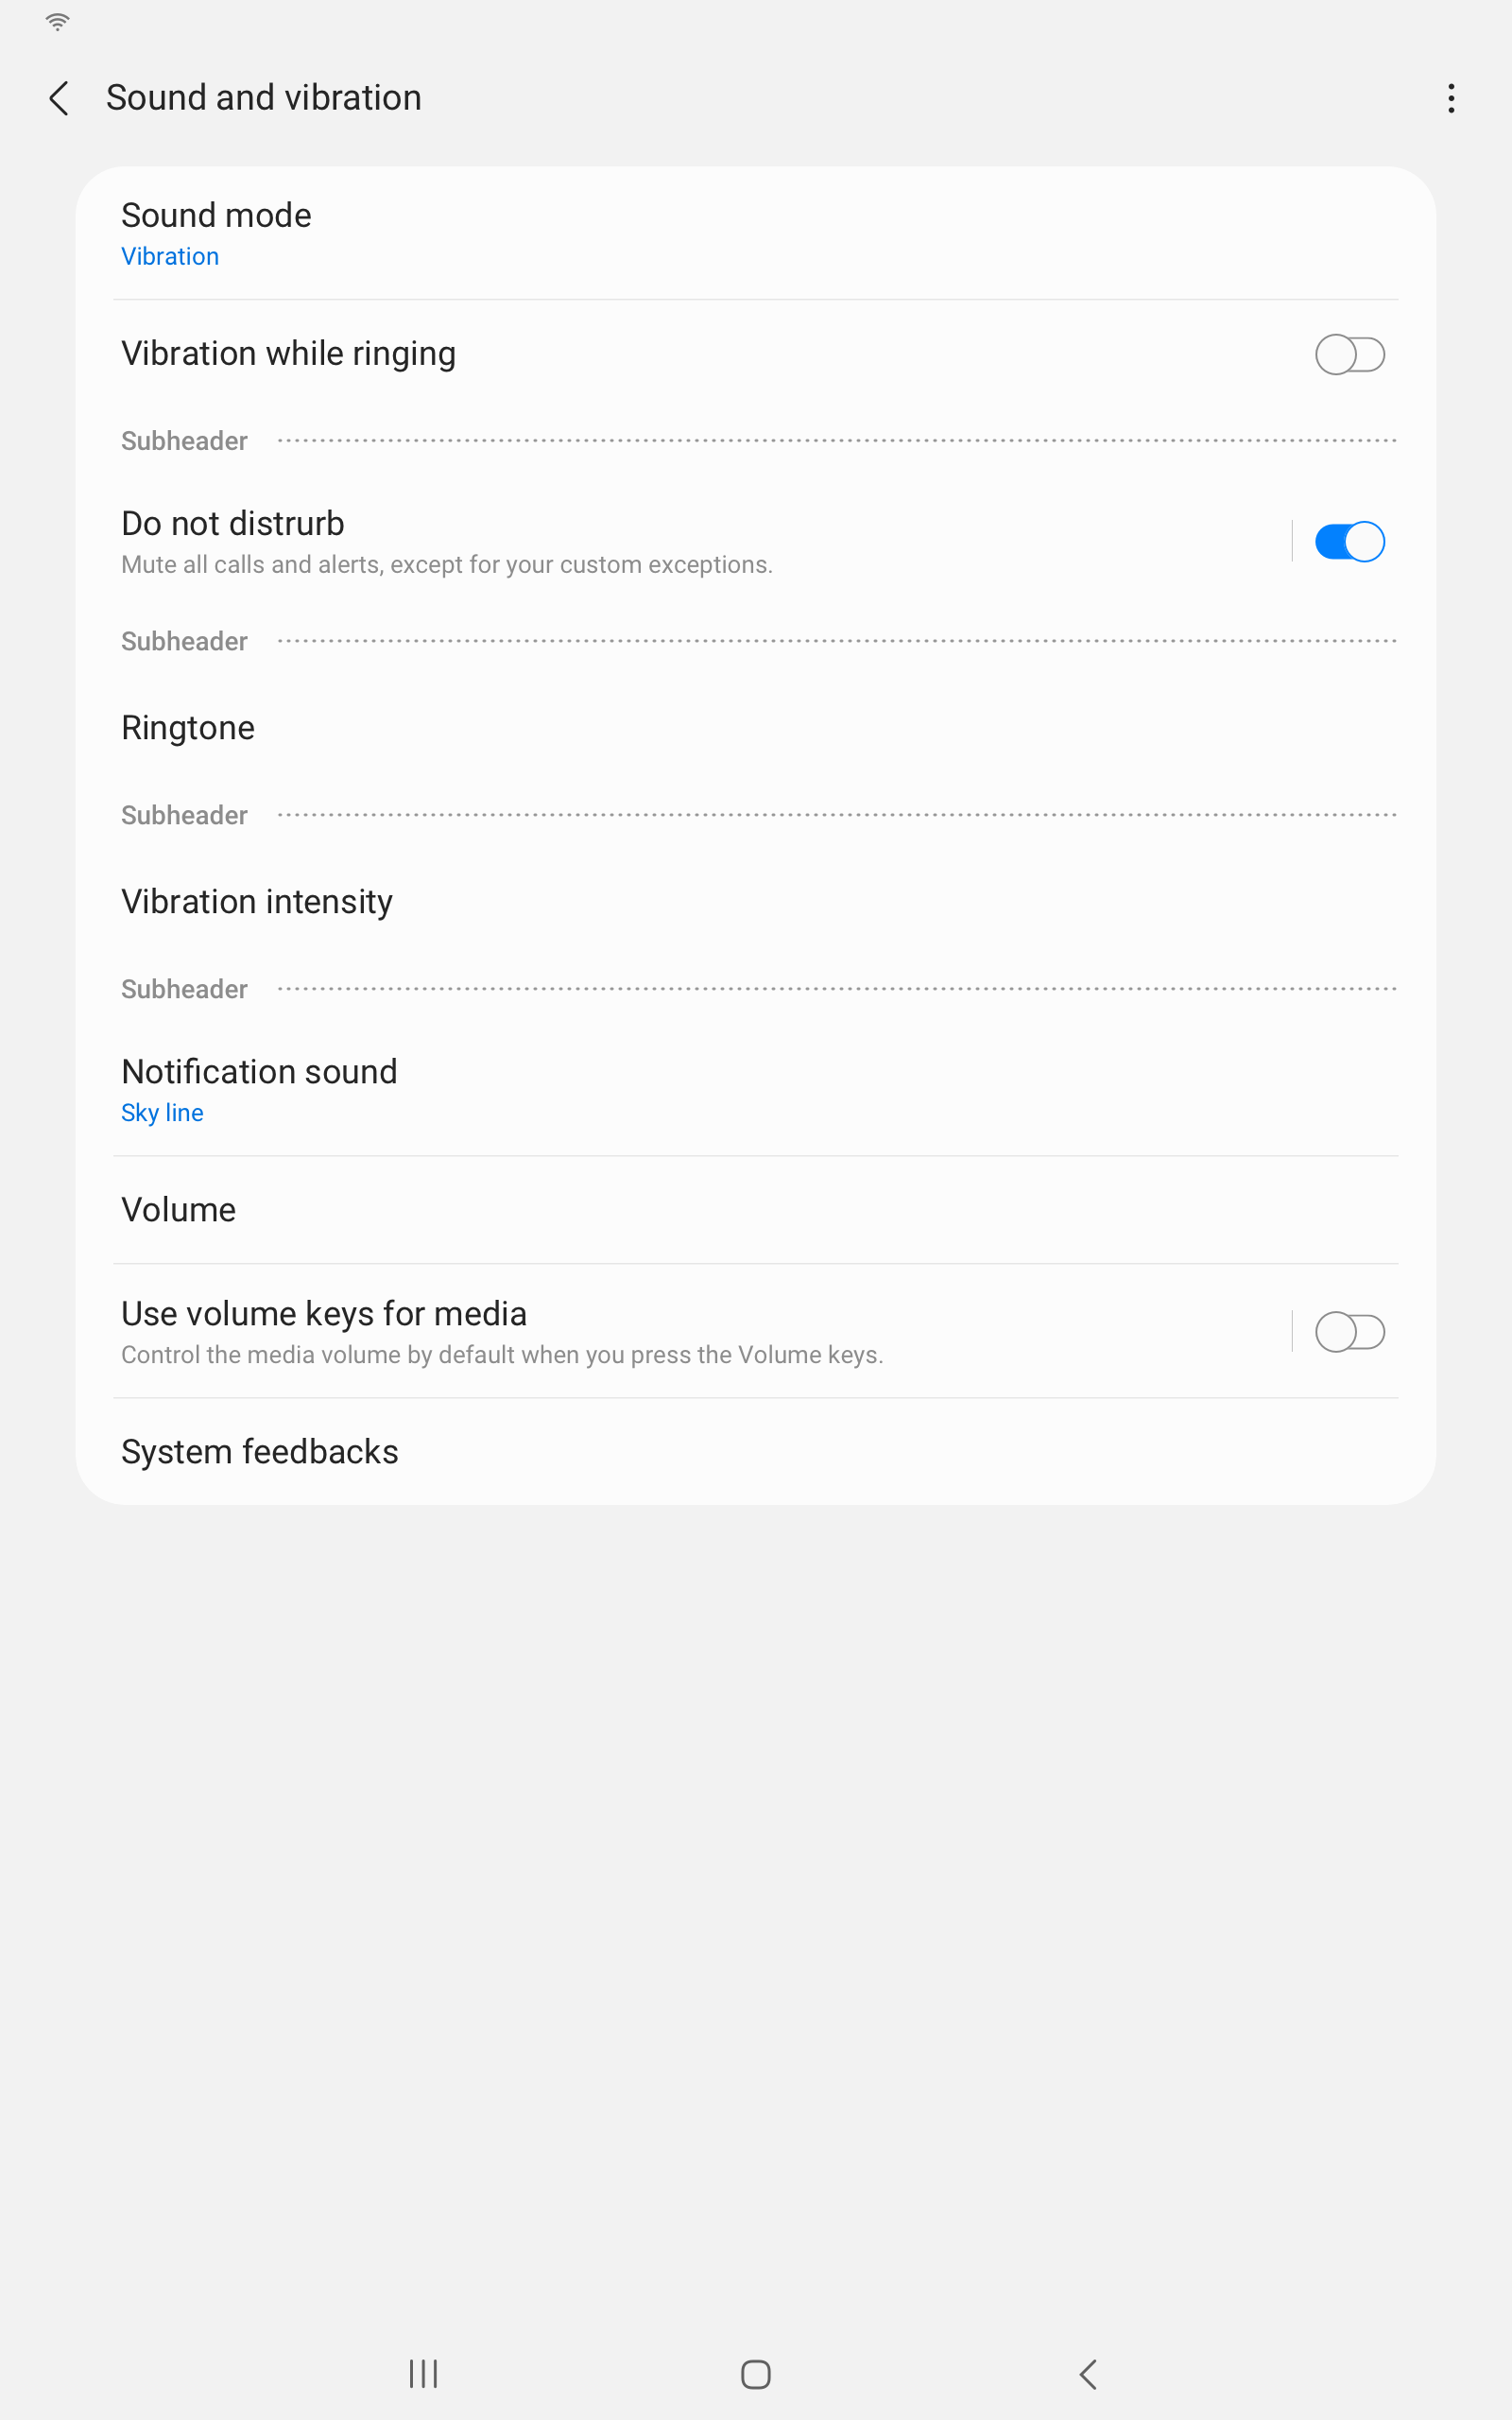 Sound and vibration
Sound mode
Vibration
Vibration while ringing
Subheader
Do not distrurb
Mute all calls and alerts, except for your custom exceptions.
Subheader
Ringtone
Subheader
Vibration intensity
Subheader
Notification sound
Sky line
Volume
Use volume keys for media
Control the media volume by default when you press the Volume keys.
System feedbacks